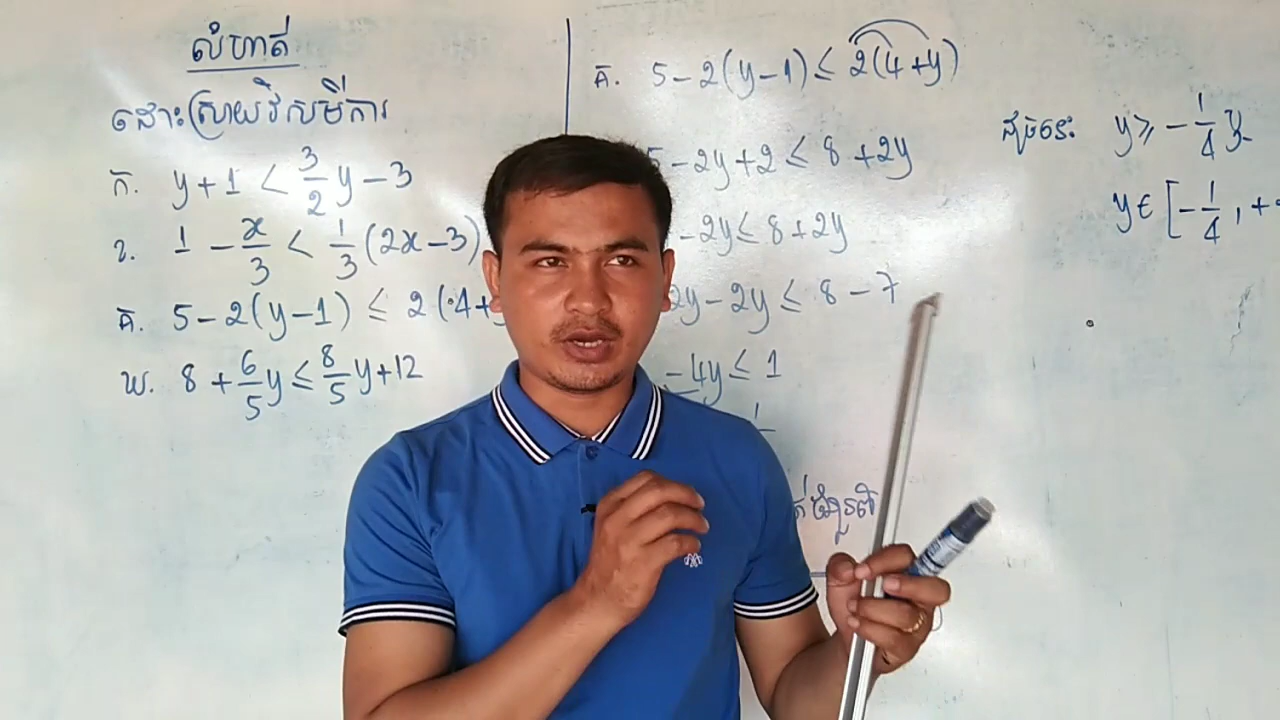 លំហាត់
ដោះស្រាយវិសមីការ
ក. y + 1 < 3/2 y - 3
ខ. 1 - x/3 < 1/3 (2x - 3)
គ. 5 - 2(y - 1) ≤ 2(4 +
ឃ. 8 + 6/5 y ≤ 8/5 y + 12
គ. 5 - 2(y - 1) ≤ 2(4 + y)
5 - 2y + 2 ≤ 8 + 2y
- 2y ≤ 8 + 2y
2y - 2y ≤ 8 - 7
- 4y ≤ 1
ដូចនេះ y ≥ - 1/4
y ∈ [- 1/4 , +